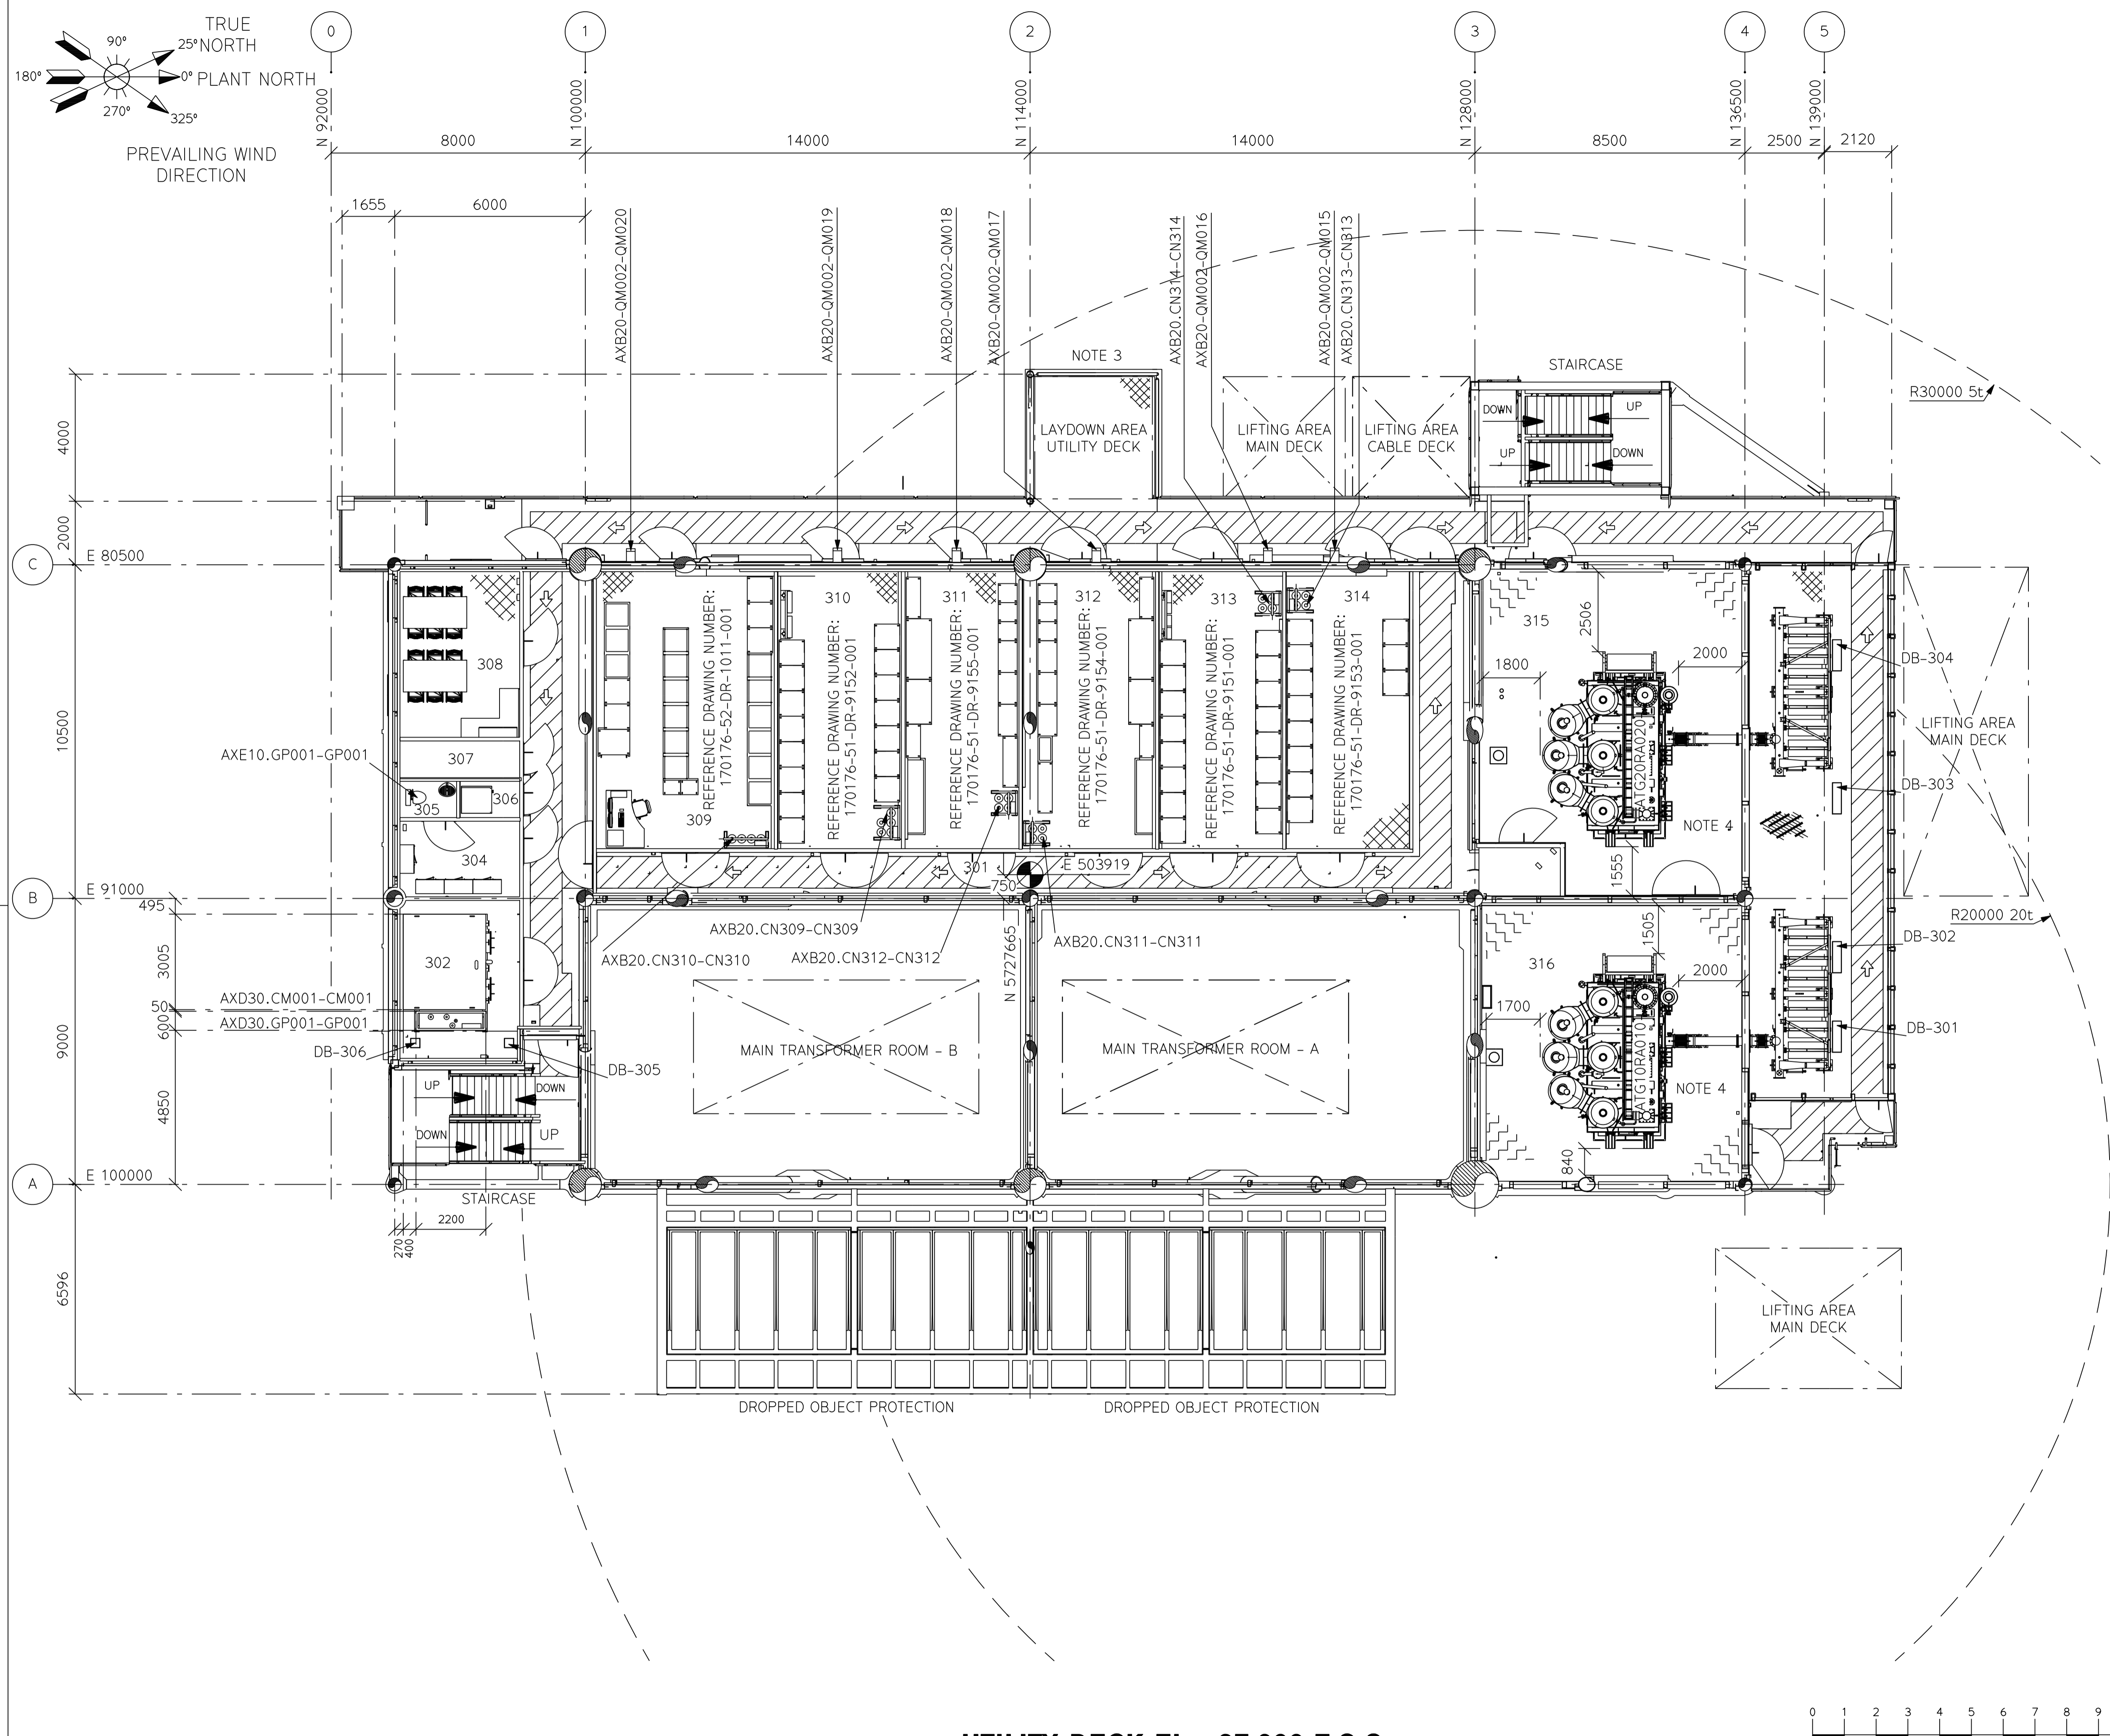 TRUE
NORTH
90°
25°
180°
0° PLANT NORTH
270°
325°
PREVAILING WIND
DIRECTION
0
1
2
3
4
5
N 92000
N 100000
N 114000
N 128000
N 136500
N 139000
8000
14000
14000
8500
2500
2120
1655
6000
AXB20-QM002-QM020
AXB20-QM002-QM019
AXB20-QM002-QM018
AXB20-QM002-QM017
AXB20.CN314-CN314
AXB20-QM002-QM016
AXB20-QM002-QM015
AXB20.CN313-CN313
NOTE 3
STAIRCASE
R30000 5t
LAYDOWN AREA
UTILITY DECK
LIFTING AREA
MAIN DECK
LIFTING AREA
CABLE DECK
DOWN
UP
UP
DOWN
4000
2000
C
E 80500
10500
308
307
AXE10.GP001-GP001
305
306
304
309
REFERENCE DRAWING NUMBER:
170176-52-DR-1011-001
310
REFERENCE DRAWING NUMBER:
170176-51-DR-9152-001
311
REFERENCE DRAWING NUMBER:
170176-51-DR-9155-001
312
REFERENCE DRAWING NUMBER:
170176-51-DR-9154-001
313
REFERENCE DRAWING NUMBER:
170176-51-DR-9151-001
314
REFERENCE DRAWING NUMBER:
170176-51-DR-9153-001
315
2506
1800
2000
ATG20RA020
NOTE 4
1555
DB-304
LIFTING AREA
MAIN DECK
DB-303
301
E 503919
750
N 5727665
B
E 91000
495
3005
50
600
9000
4850
302
AXD30.CM001-CM001
AXD30.GP001-GP001
DB-306
DB-305
AXB20.CN310-CN310
AXB20.CN309-CN309
AXB20.CN312-CN312
AXB20.CN311-CN311
MAIN TRANSFORMER ROOM - B
MAIN TRANSFORMER ROOM - A
316
1505
1700
2000
ATG10RA010
NOTE 4
840
R20000 20t
DB-302
DB-301
UP
DOWN
DOWN
UP
A
E 100000
STAIRCASE
270
400
2200
6596
LIFTING AREA
MAIN DECK
DROPPED OBJECT PROTECTION
DROPPED OBJECT PROTECTION
0 1 2 3 4 5 6 7 8 9